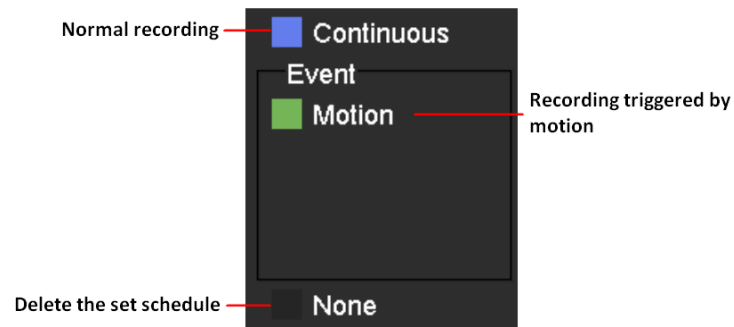 Normal recording
Continuous
Event
Motion
Recording triggered by
motion
Delete the set schedule
None